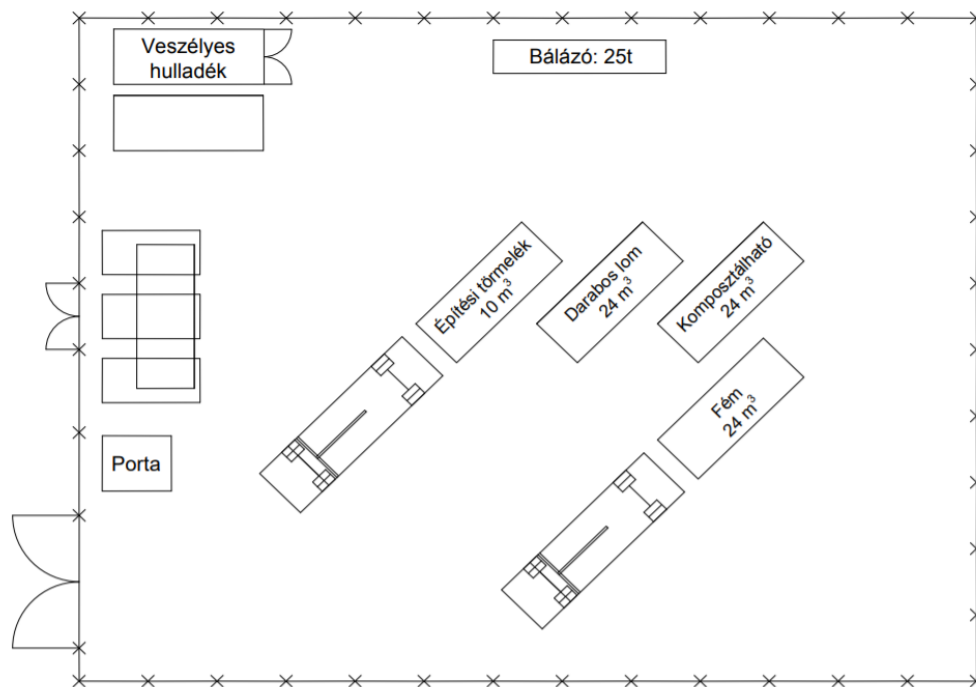 Veszélyes
hulladék
Bálázó: 25t
Építési törmelék
10 m³
Darabos lom
24 m³
Komposztálható
24 m³
Fém
24 m³
Porta